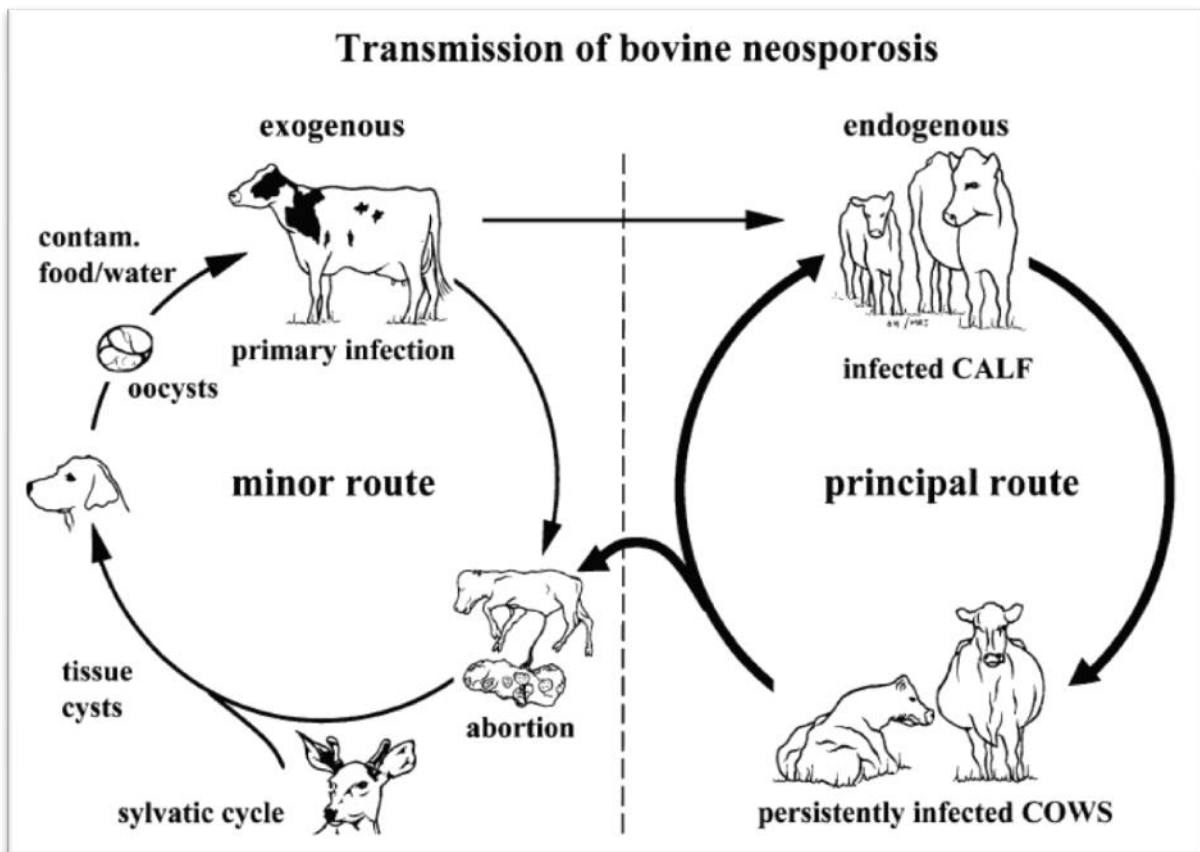 Transmission of bovine neosporosis
exogenous
endogenous
contam.
food/water
primary infection
oocysts
infected CALF
minor route
principal route
tissue
cysts
abortion
sylvatic cycle
persistently infected COWS